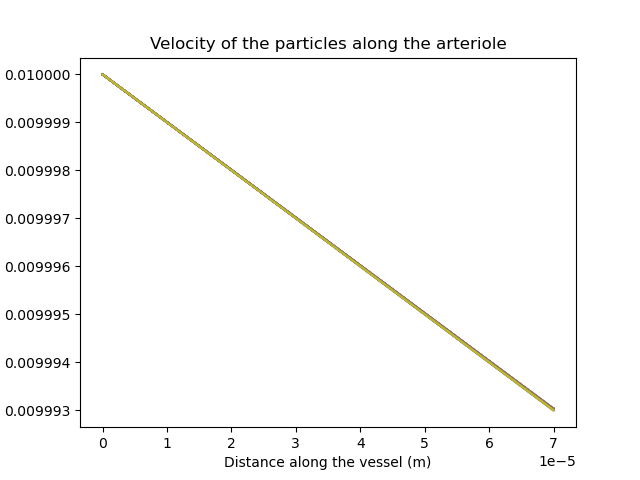 Velocity of the particles along the arteriole
0.010000
0.009999
0.009998
0.009997
0.009996
0.009995
0.009994
0.009993
0 1 2 3 4 5 6 7
1e−5
Distance along the vessel (m)